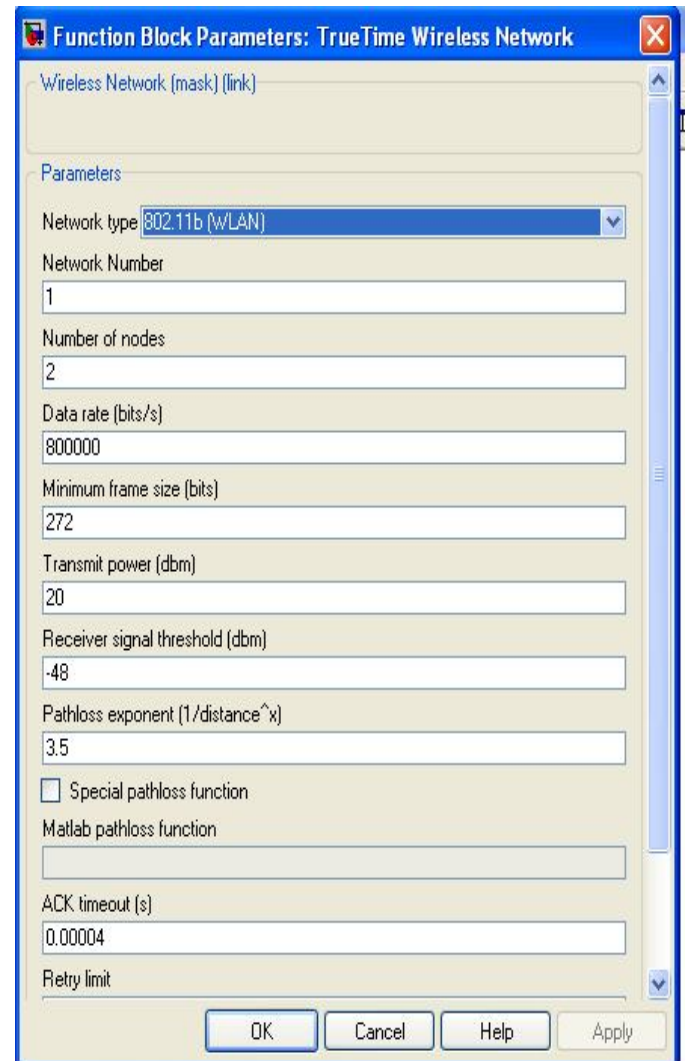 Function Block Parameters: TrueTime Wireless Network
Wireless Network (mask) (link)
Parameters
Network type 802.11b (WLAN)
Network Number
1
Number of nodes
2
Data rate (bits/s)
800000
Minimum frame size (bits)
272
Transmit power (dbm)
20
Receiver signal threshold (dbm)
-48
Pathloss exponent (1/distance^x)
3.5
Special pathloss function
Matlab pathloss function
ACK timeout (s)
0.00004
Retry limit
OK Cancel Help Apply